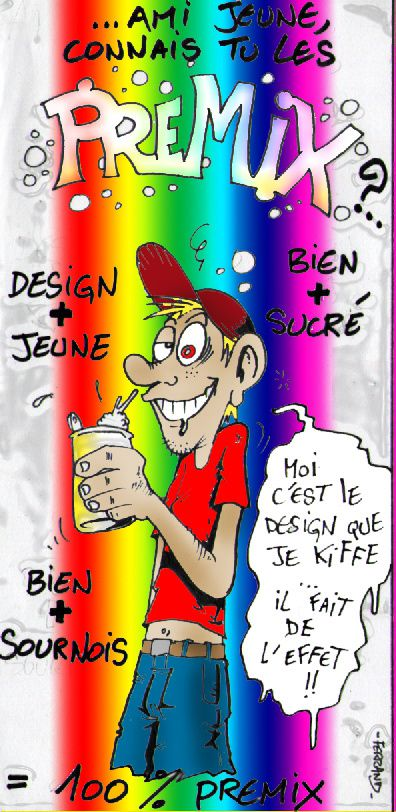 ...AMI JEUNE,
CONNAIS TU LES
PREMIX
?...
DESIGN
+
JEUNE
BIEN
+
SUCRÉ
MOI
C'EST LE
DESIGN QUE
JE KIFFE
...
IL FAIT
DE
L'EFFET
!!
BIEN
+
SOURNOIS
= 100% PREMIX